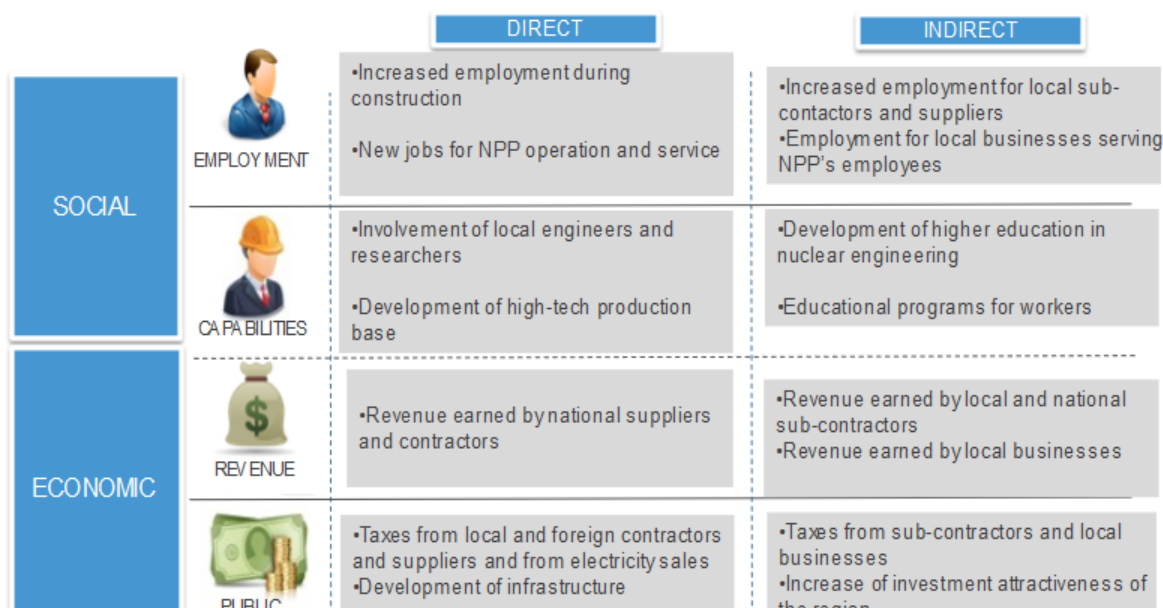 DIRECT
INDIRECT
SOCIAL
EMPLOYMENT
•Increased employment during
construction
•New jobs for NPP operation and service
•Increased employment for local sub-
contactors and suppliers
•Employment for local businesses serving
NPP's employees
CAPABILITIES
•Involvement of local engineers and
researchers
•Development of high-tech production
base
•Development of higher education in
nuclear engineering
•Educational programs for workers
ECONOMIC
REVENUE
•Revenue earned by national suppliers
and contractors
•Revenue earned by local and national
sub-contractors
•Revenue earned by local businesses
PUBLIC
•Taxes from local and foreign contractors
and suppliers and from electricity sales
•Development of infrastructure
•Taxes from sub-contractors and local
businesses
•Increase of investment attractiveness of
the region